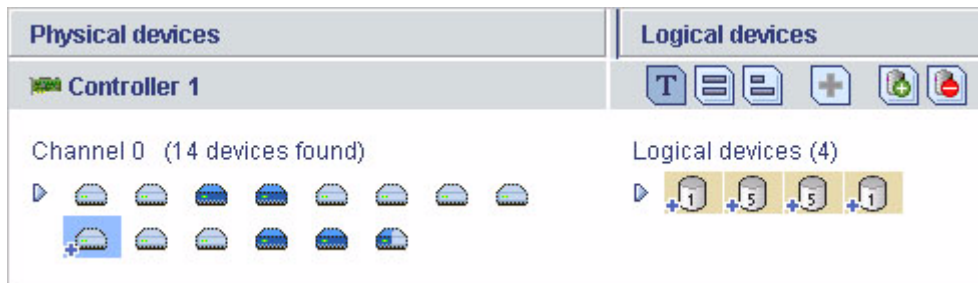 Physical devices
Logical devices
Controller 1
T
Channel 0 (14 devices found)
Logical devices (4)
1 5 5 1